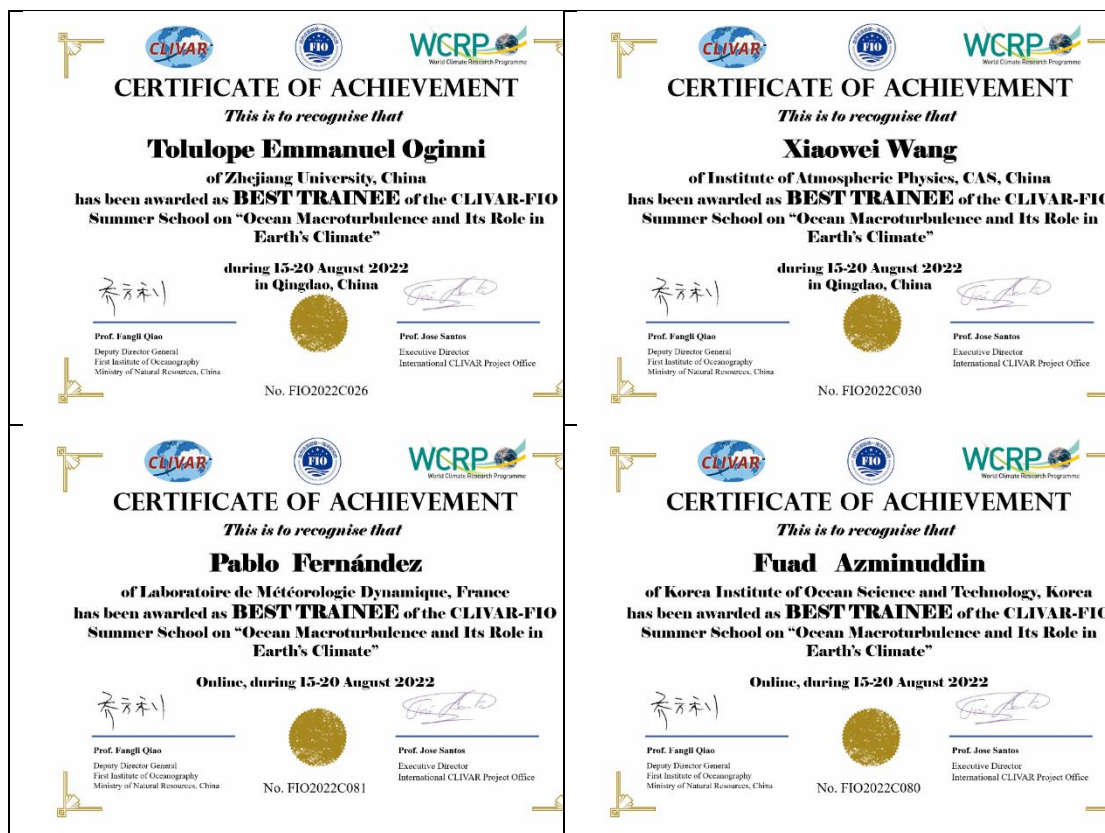 CLIVAR
FIO
WCRP
World Climate Research Programme
CERTIFICATE OF ACHIEVEMENT
This is to recognise that
Tolulope Emmanuel Oginni
of Zhejiang University, China
has been awarded as BEST TRAINEE of the CLIVAR-FIO
Summer School on “Ocean Macroturbulence and Its Role in
Earth’s Climate”
during 15-20 August 2022
in Qingdao, China
乔方利
Prof. Fangli Qiao
Deputy Director General
First Institute of Oceanography
Ministry of Natural Resources, China
Prof. Jose Santos
Executive Director
International CLIVAR Project Office
No. FIO2022C026
CLIVAR
FIO
WCRP
World Climate Research Programme
CERTIFICATE OF ACHIEVEMENT
This is to recognise that
Xiaowei Wang
of Institute of Atmospheric Physics, CAS, China
has been awarded as BEST TRAINEE of the CLIVAR-FIO
Summer School on “Ocean Macroturbulence and Its Role in
Earth’s Climate”
during 15-20 August 2022
in Qingdao, China
乔方利
Prof. Fangli Qiao
Deputy Director General
First Institute of Oceanography
Ministry of Natural Resources, China
Prof. Jose Santos
Executive Director
International CLIVAR Project Office
No. FIO2022C030
CLIVAR
FIO
WCRP
World Climate Research Programme
CERTIFICATE OF ACHIEVEMENT
This is to recognise that
Pablo Fernández
of Laboratoire de Météorologie Dynamique, France
has been awarded as BEST TRAINEE of the CLIVAR-FIO
Summer School on “Ocean Macroturbulence and Its Role in
Earth’s Climate”
Online, during 15-20 August 2022
乔方利
Prof. Fangli Qiao
Deputy Director General
First Institute of Oceanography
Ministry of Natural Resources, China
Prof. Jose Santos
Executive Director
International CLIVAR Project Office
No. FIO2022C081
CLIVAR
FIO
WCRP
World Climate Research Programme
CERTIFICATE OF ACHIEVEMENT
This is to recognise that
Fuad Azminuddin
of Korea Institute of Ocean Science and Technology, Korea
has been awarded as BEST TRAINEE of the CLIVAR-FIO
Summer School on “Ocean Macroturbulence and Its Role in
Earth’s Climate”
Online, during 15-20 August 2022
乔方利
Prof. Fangli Qiao
Deputy Director General
First Institute of Oceanography
Ministry of Natural Resources, China
Prof. Jose Santos
Executive Director
International CLIVAR Project Office
No. FIO2022C080